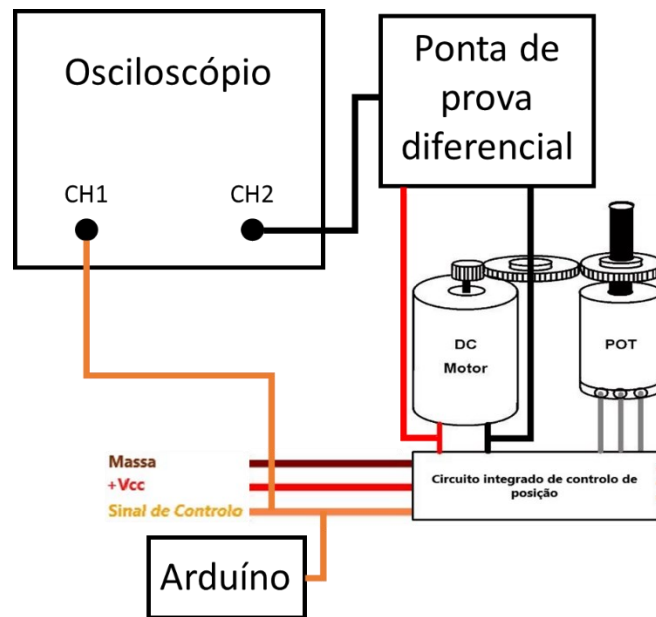 Osciloscópio
CH1
CH2
Ponta de
prova
diferencial
DC
Motor
POT
Massa
+Vcc
Sinal de Controlo
Circuito integrado de controlo de
posição
Arduíno